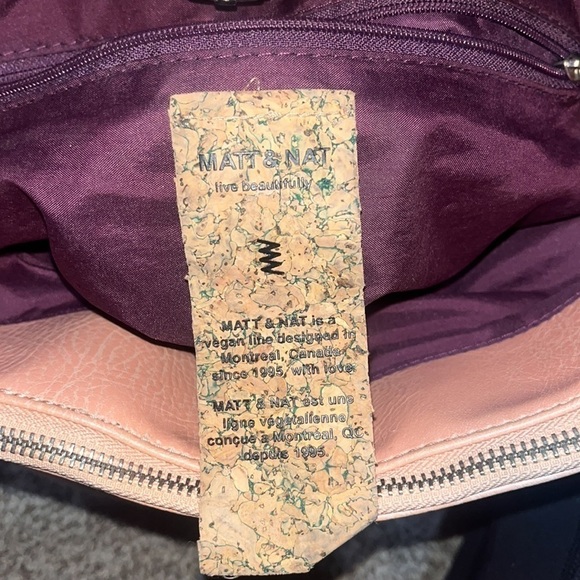 MATT & NAT
live beautifully
MATT & NAT is a
vegan line designed in
Montreal, Canada
since 1995, with love
MATT & NAT est une
ligne végétalienne
conçue à Montréal, QC
depuis 1995.